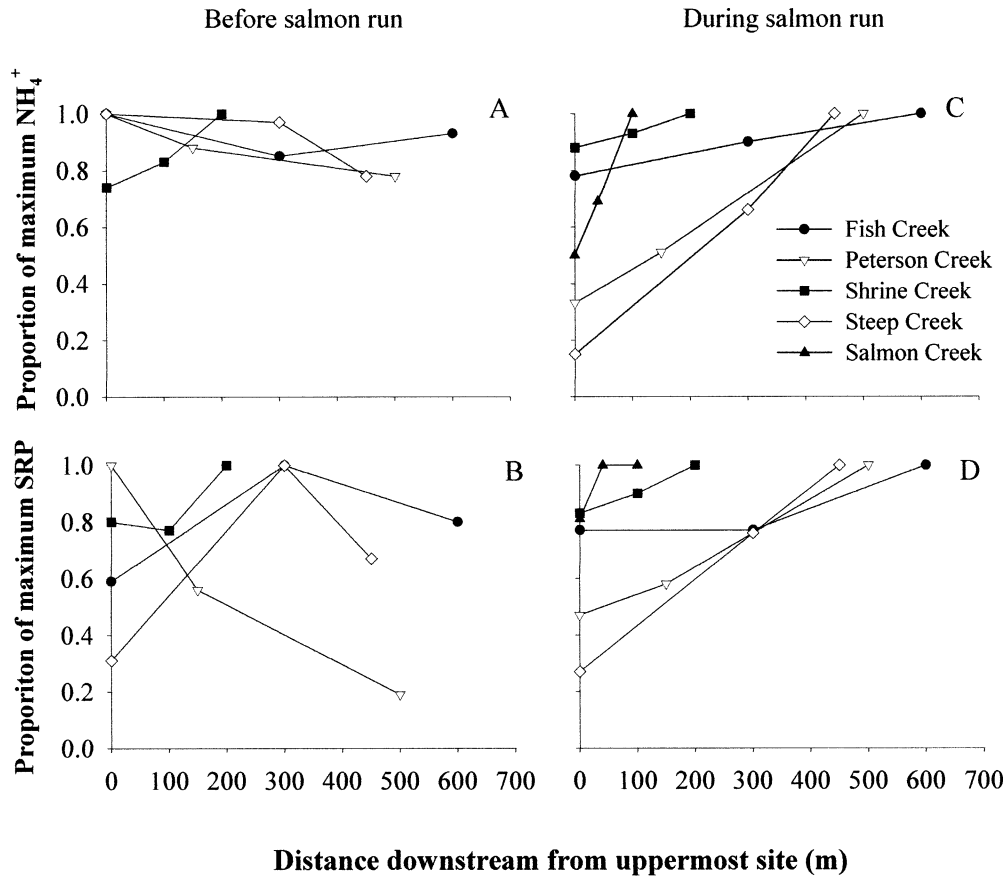 Before salmon run
During salmon run
Proportion of maximum NH4+
1.0
0.8
0.6
0.4
0.2
0.0
A
C
Fish Creek
Peterson Creek
Shrine Creek
Steep Creek
Salmon Creek
Proporiton of maximum SRP
1.0
0.8
0.6
0.4
0.2
0.0
B
D
0 100 200 300 400 500 600 700
0 100 200 300 400 500 600 700
Distance downstream from uppermost site (m)